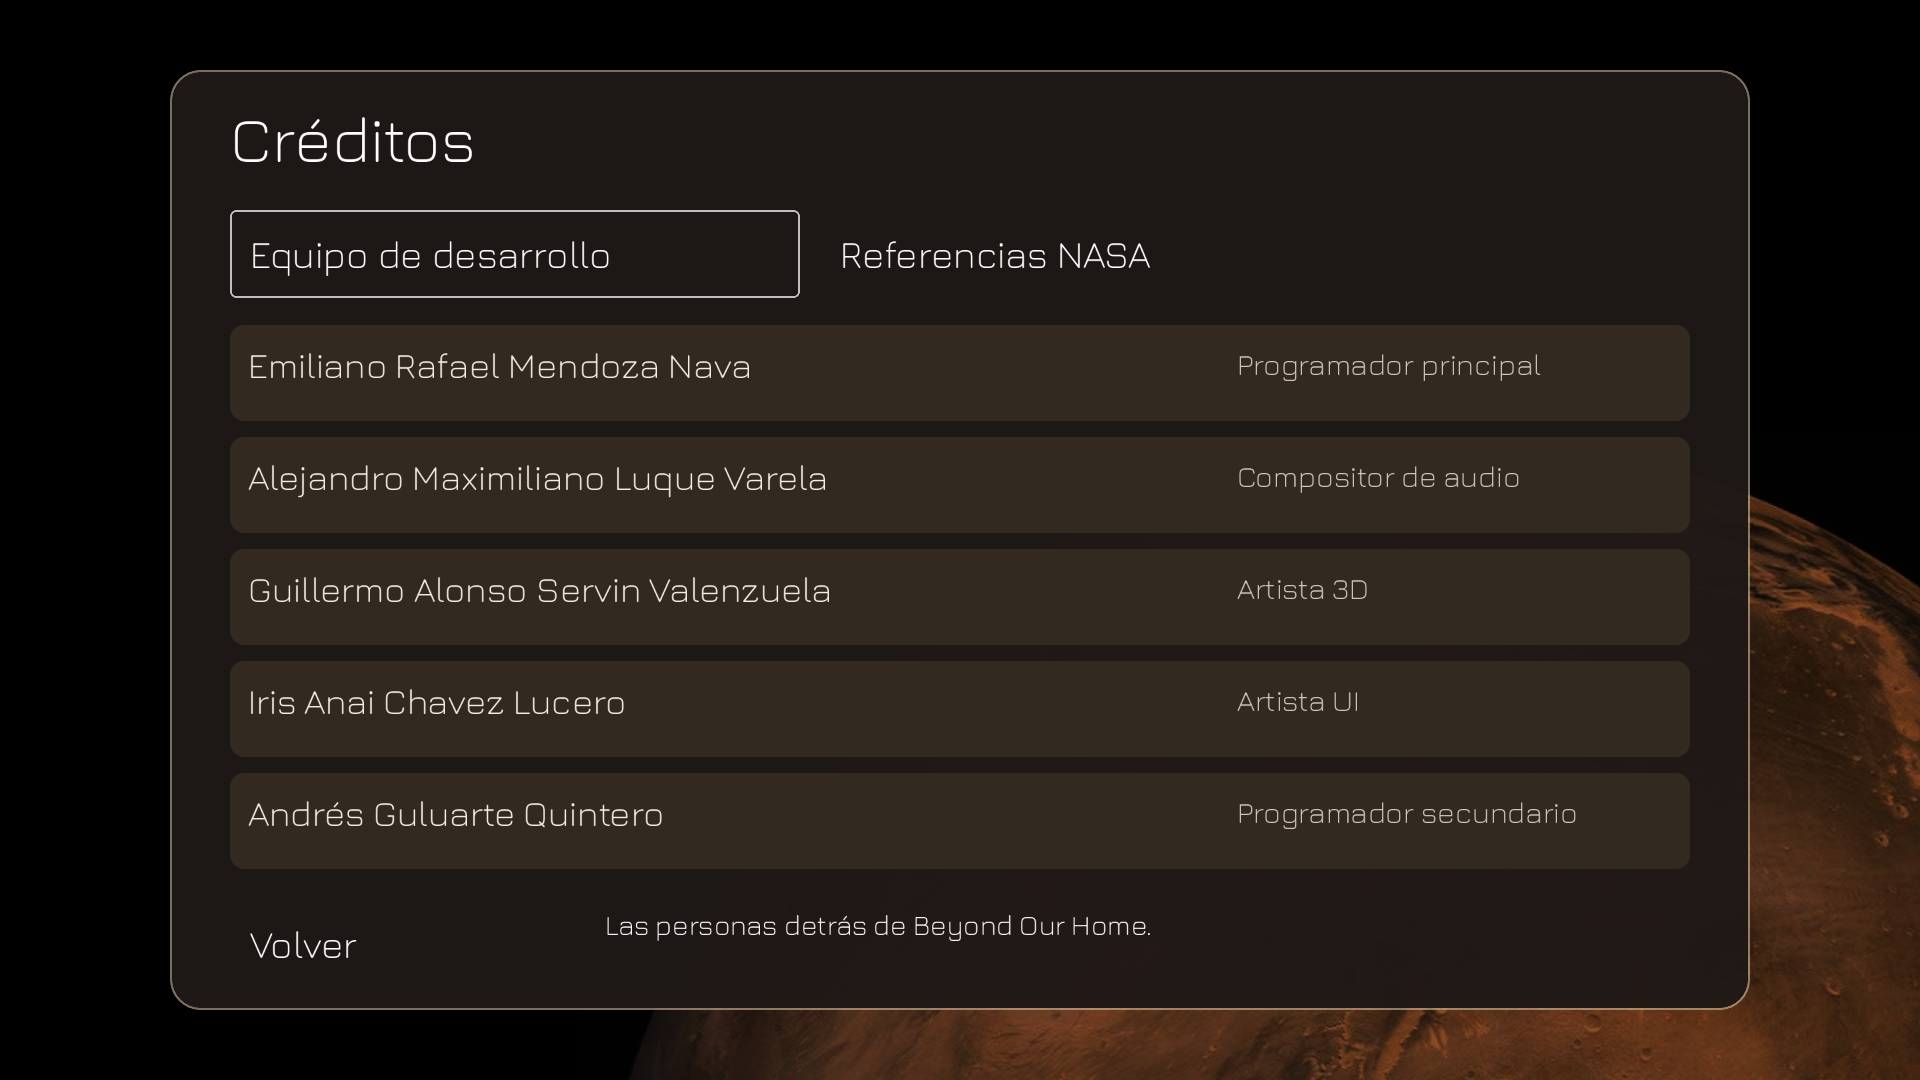 Créditos
Equipo de desarrollo
Referencias NASA
Emiliano Rafael Mendoza Nava
Programador principal
Alejandro Maximiliano Luque Varela
Compositor de audio
Guillermo Alonso Servin Valenzuela
Artista 3D
Iris Anai Chavez Lucero
Artista UI
Andrés Guluarte Quintero
Programador secundario
Las personas detrás de Beyond Our Home.
Volver